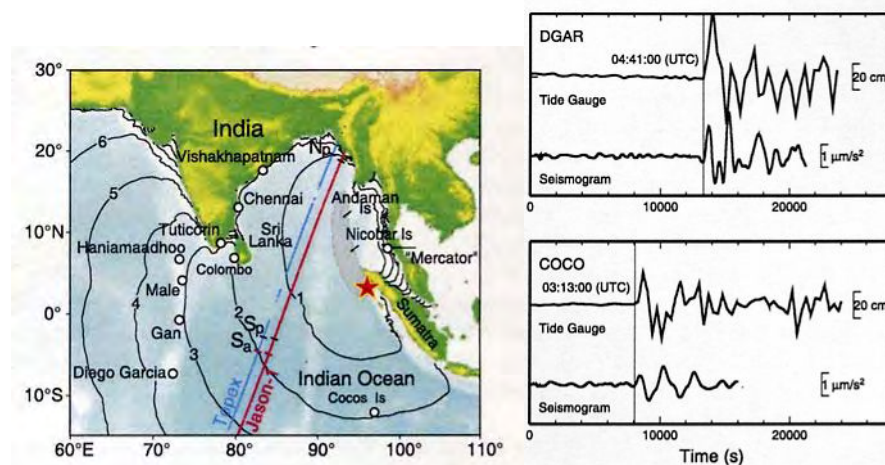 30°
20°
10°N
0°
10°S
60°E
70°
80°
90°
100°
110°
6
5
4
3
2
1
India
Vishakhapatnam
Np
Chennai
Andaman
Is
Tuticorin
Sri
Lanka
Nicobar Is
Haniamaadhoo
"Mercator"
Colombo
Male
Gan
Sp
Sa
Sumatra
Diego Garcia
Indian Ocean
Cocos Is
Topex
Jason-1
DGAR
04:41:00 (UTC)
20 cm
Tide Gauge
1 μm/s²
Seismogram
0
10000
20000
COCO
03:13:00 (UTC)
20 cm
Tide Gauge
1 μm/s²
Seismogram
0
10000
20000
Time (s)